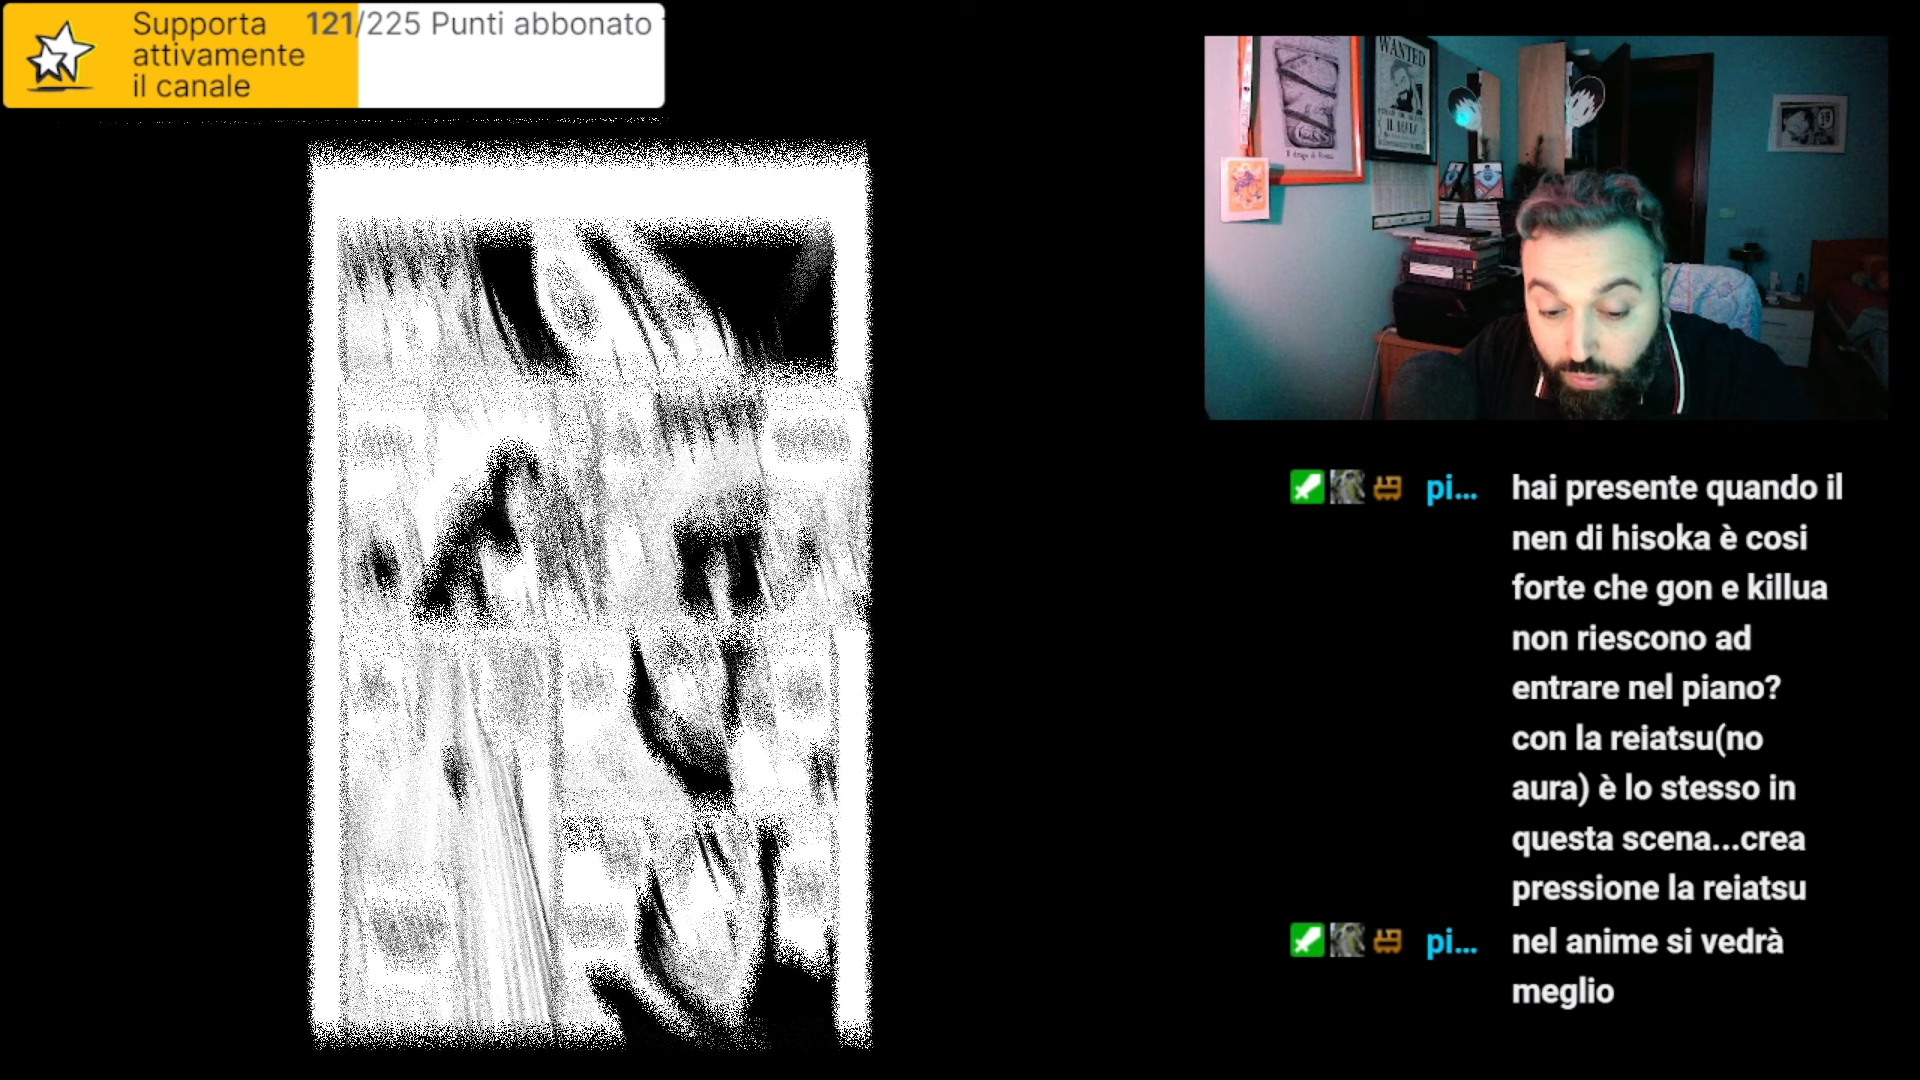 Supporta
attivamente
il canale
121/225 Punti abbonato
WANTED
hai presente quando il
nen di hisoka è cosi
forte che gon e killua
non riescono ad
entrare nel piano?
con la reiatsu(no
aura) è lo stesso in
questa scena...crea
pressione la reiatsu
pi...
nel anime si vedrà
meglio
pi...